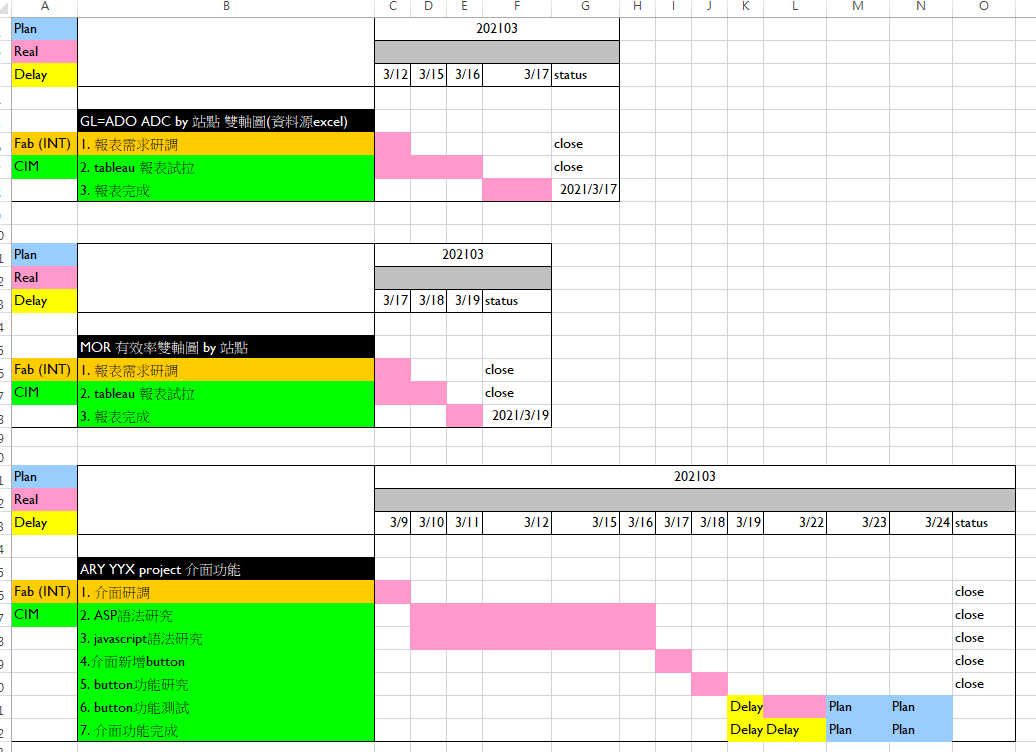 A B C D E F G H I J K L M N O
Plan 202103
Real
Delay 3/12 3/15 3/16 3/17 status
GL=ADO ADC by 站點 雙軸圖(資料源excel)
Fab (INT) 1. 報表需求研調 close
CIM 2. tableau 報表試拉 close
3. 報表完成 2021/3/17
Plan 202103
Real
Delay 3/17 3/18 3/19 status
MOR 有效率雙軸圖 by 站點
Fab (INT) 1. 報表需求研調 close
CIM 2. tableau 報表試拉 close
3. 報表完成 2021/3/19
Plan 202103
Real
Delay 3/9 3/10 3/11 3/12 3/15 3/16 3/17 3/18 3/19 3/22 3/23 3/24 status
ARY YYX project 介面功能
Fab (INT) 1. 介面研調 close
CIM 2. ASP語法研究 close
3. javascript語法研究 close
4.介面新增button close
5. button功能研究 close
6. button功能測試 Delay Plan Plan
7. 介面功能完成 Delay Delay Plan Plan